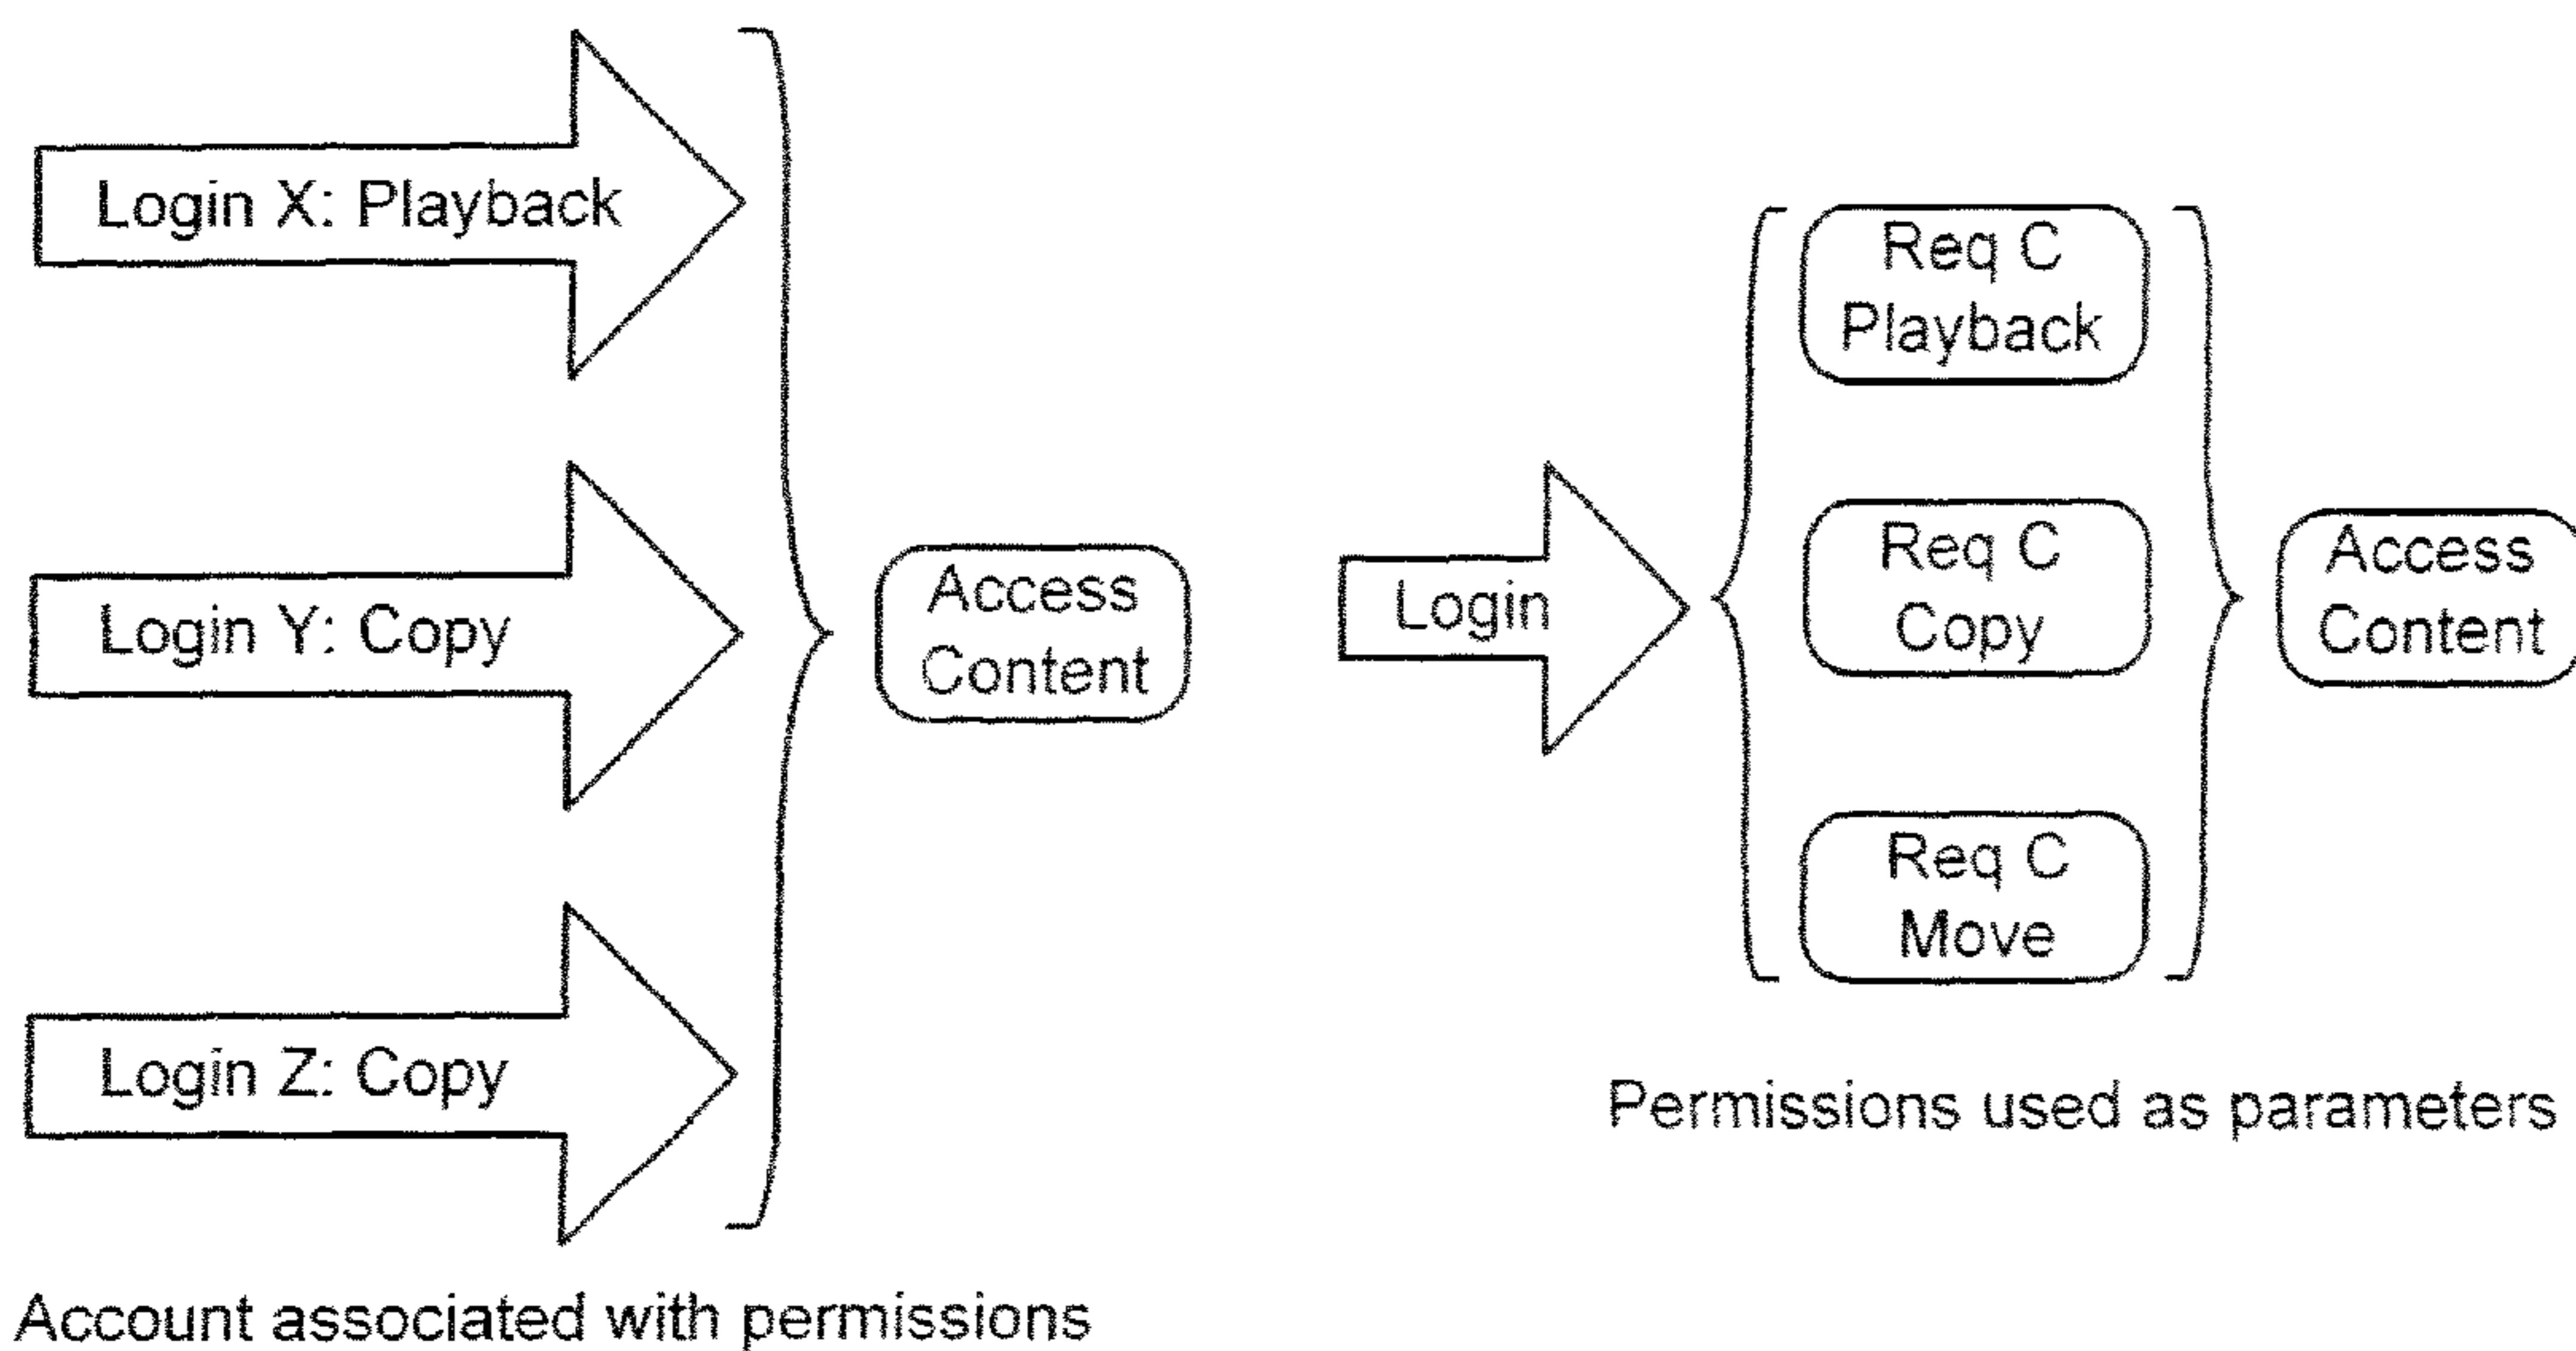 Login X: Playback
Login Y: Copy
Login Z: Copy
Access
Content
Account associated with permissions
Login
Req C
Playback
Req C
Copy
Req C
Move
Access
Content
Permissions used as parameters